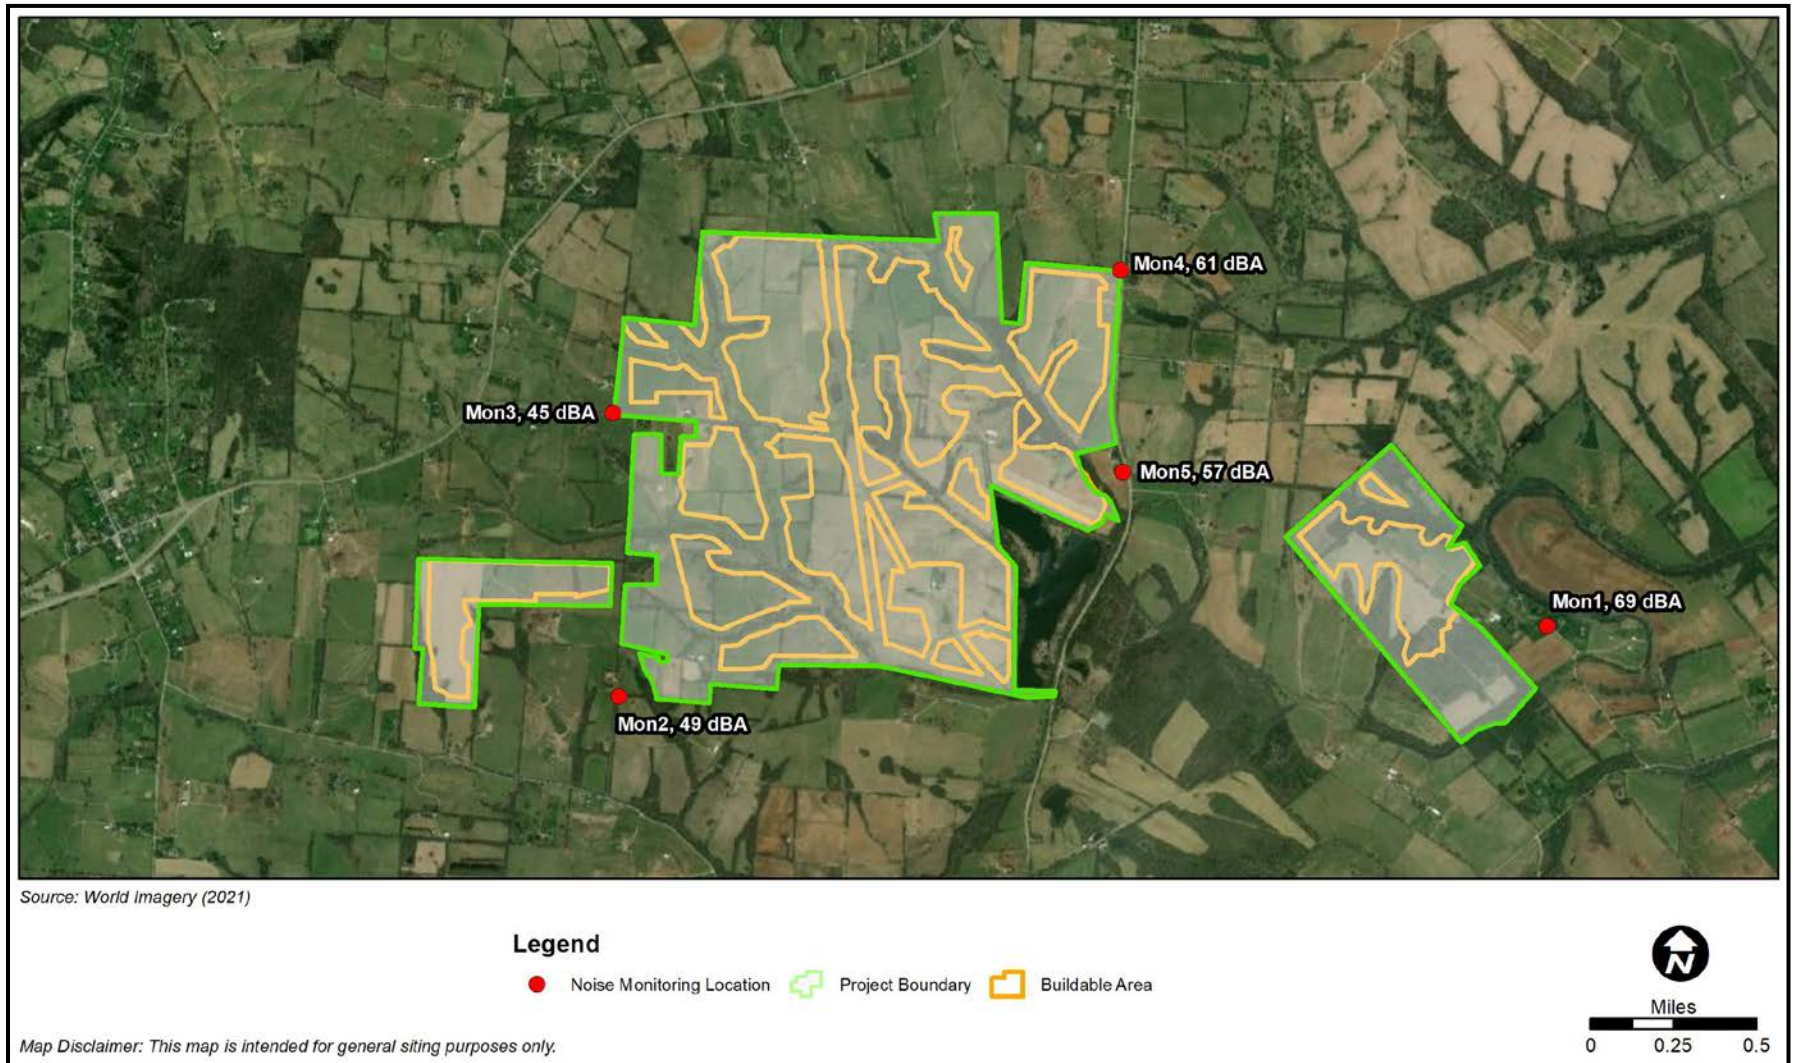 Mon4, 61 dBA
Mon3, 45 dBA
Mon5, 57 dBA
Mon1, 69 dBA
Mon2, 49 dBA
Source: World Imagery (2021)
Legend
Noise Monitoring Location
Project Boundary
Buildable Area
N
Miles
0 0.25 0.5
Map Disclaimer: This map is intended for general siting purposes only.